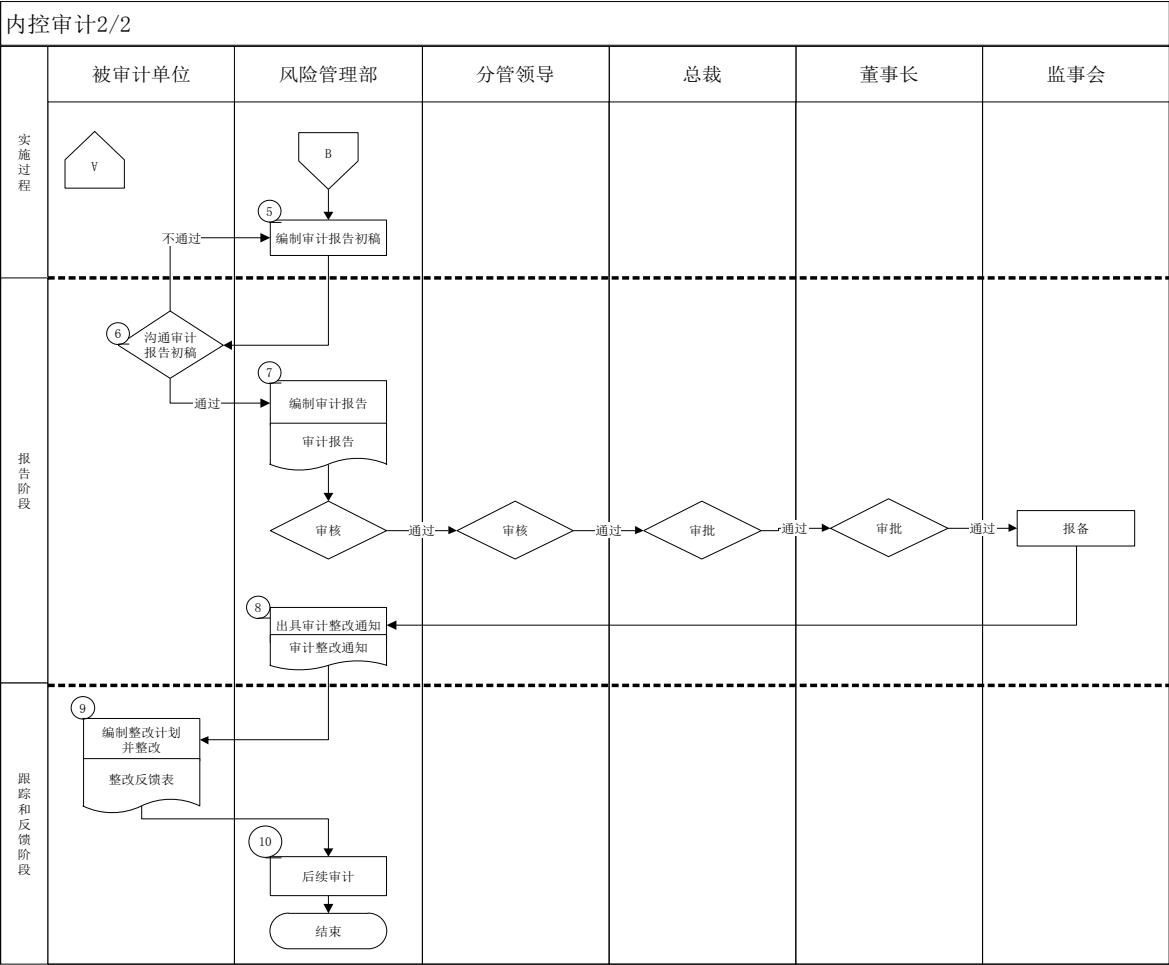 内控审计2/2
被审计单位
风险管理部
分管领导
总裁
董事长
监事会
实施过程
A
B
5
编制审计报告初稿
不通过
报告阶段
6
沟通审计
报告初稿
通过
7
编制审计报告
审计报告
审核
通过
审核
通过
审批
通过
审批
通过
报备
8
出具审计整改通知
审计整改通知
跟踪和反馈阶段
9
编制整改计划
并整改
整改反馈表
10
后续审计
结束